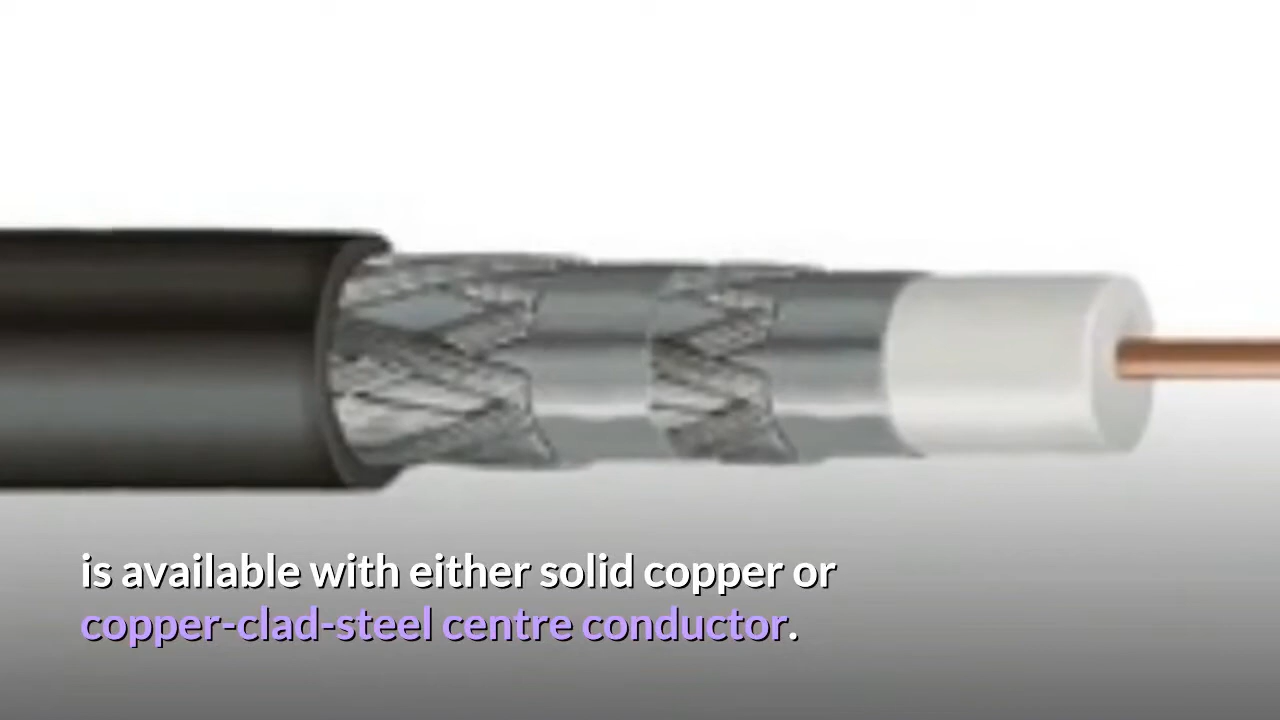 is available with either solid copper or
copper-clad-steel centre conductor.